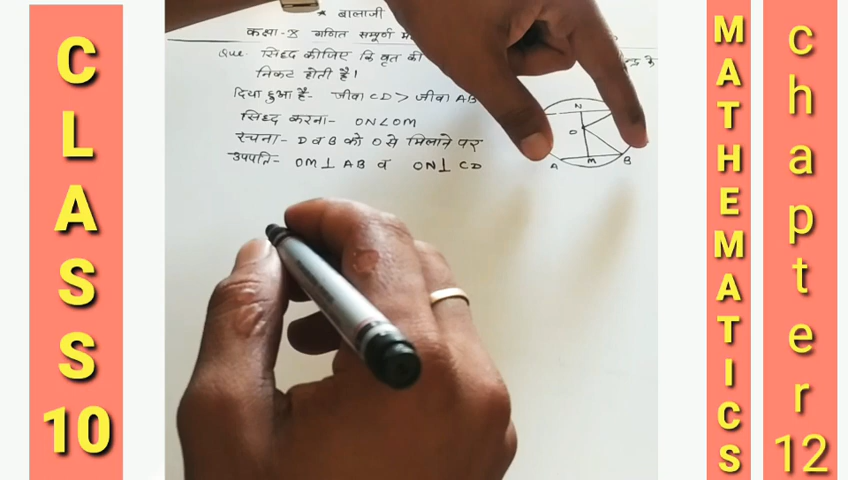 CLASS 10
* बालाजी
कक्षा-X गणित सम्पूर्ण
Que. सिद्ध कीजिए कि वृत की
निकट होती है।
दिया हुआ है- जीवा CD > जीवा AB
सिद्ध करना- ON<OM
रचना- D व B को O से मिलाने पर
उपपति- OM⊥AB व ON⊥CD
N
O
A M B
MATHEMATICS
chapter 12